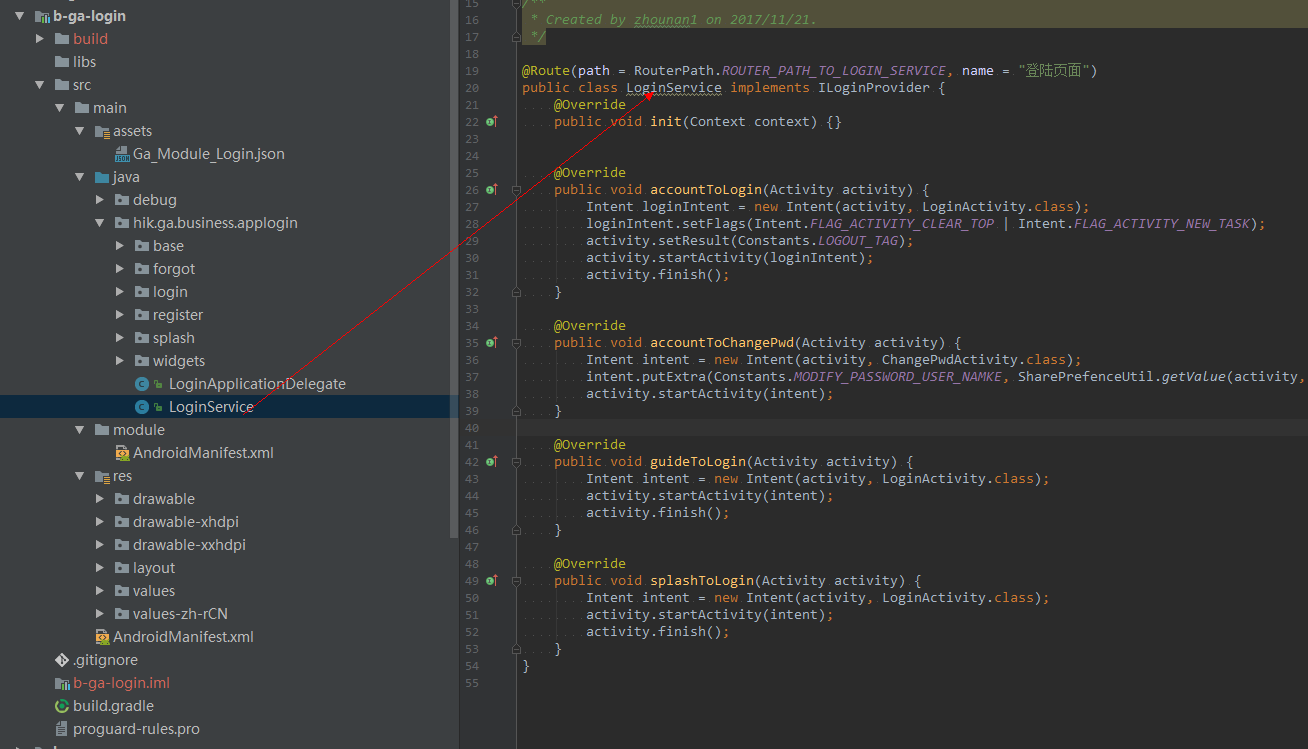 b-ga-login
build
libs
src
main
assets
Ga_Module_Login.json
java
debug
hik.ga.business.applogin
base
forgot
login
register
splash
widgets
LoginApplicationDelegate
LoginService
module
AndroidManifest.xml
res
drawable
drawable-xhdpi
drawable-xxhdpi
layout
values
values-zh-rCN
AndroidManifest.xml
.gitignore
b-ga-login.iml
build.gradle
proguard-rules.pro
15 /**
16 * Created by zhounan1 on 2017/11/21.
17 */
18
19 @Route(path = RouterPath.ROUTER_PATH_TO_LOGIN_SERVICE, name = "登陆页面")
20 public class LoginService implements ILoginProvider {
21 @Override
22 public void init(Context context) {}
23
24
25 @Override
26 public void accountToLogin(Activity activity) {
27 Intent loginIntent = new Intent(activity, LoginActivity.class);
28 loginIntent.setFlags(Intent.FLAG_ACTIVITY_CLEAR_TOP | Intent.FLAG_ACTIVITY_NEW_TASK);
29 activity.setResult(Constants.LOGOUT_TAG);
30 activity.startActivity(loginIntent);
31 activity.finish();
32 }
33
34 @Override
35 public void accountToChangePwd(Activity activity) {
36 Intent intent = new Intent(activity, ChangePwdActivity.class);
37 intent.putExtra(Constants.MODIFY_PASSWORD_USER_NAMKE, SharePrefenceUtil.getValue(activity,
38 activity.startActivity(intent);
39 }
40
41 @Override
42 public void guideToLogin(Activity activity) {
43 Intent intent = new Intent(activity, LoginActivity.class);
44 activity.startActivity(intent);
45 activity.finish();
46 }
47
48 @Override
49 public void splashToLogin(Activity activity) {
50 Intent intent = new Intent(activity, LoginActivity.class);
51 activity.startActivity(intent);
52 activity.finish();
53 }
54 }
55